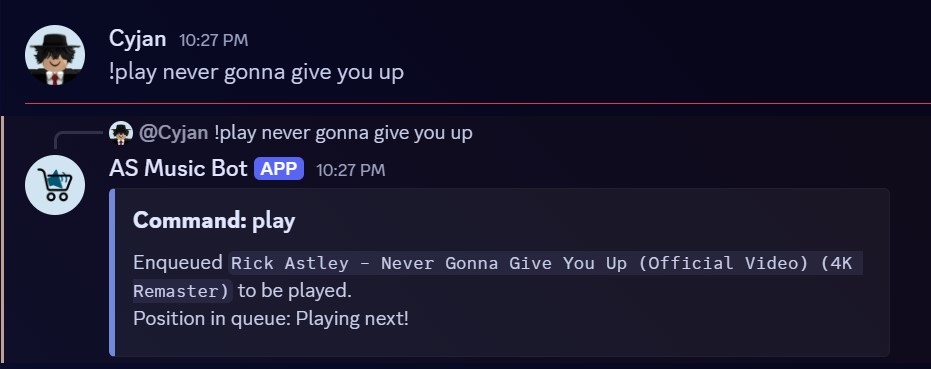 Cyjan 10:27 PM
!play never gonna give you up
@Cyjan !play never gonna give you up
AS Music Bot APP 10:27 PM
Command: play
Enqueued Rick Astley - Never Gonna Give You Up (Official Video) (4K
Remaster) to be played.
Position in queue: Playing next!